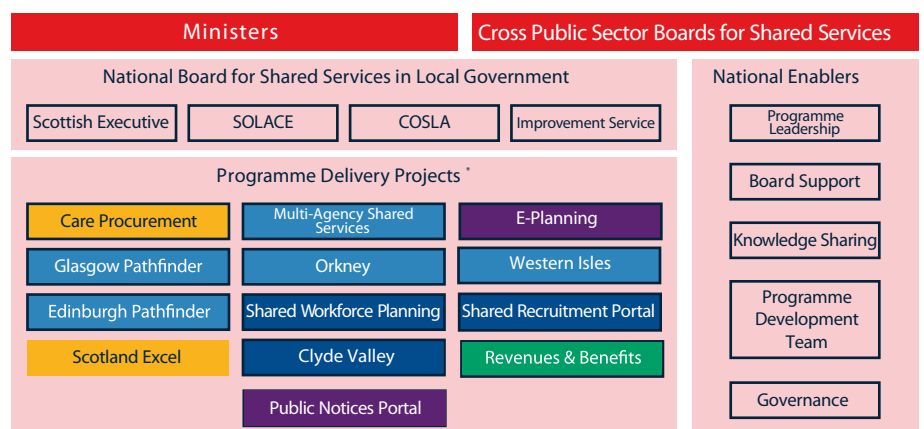 Ministers
Cross Public Sector Boards for Shared Services
National Board for Shared Services in Local Government
Scottish Executive
SOLACE
COSLA
Improvement Service
Programme Delivery Projects *
Care Procurement
Multi-Agency Shared
Services
E-Planning
Glasgow Pathfinder
Orkney
Western Isles
Edinburgh Pathfinder
Shared Workforce Planning
Shared Recruitment Portal
Scotland Excel
Clyde Valley
Revenues & Benefits
Public Notices Portal
National Enablers
Programme
Leadership
Board Support
Knowledge Sharing
Programme
Development
Team
Governance